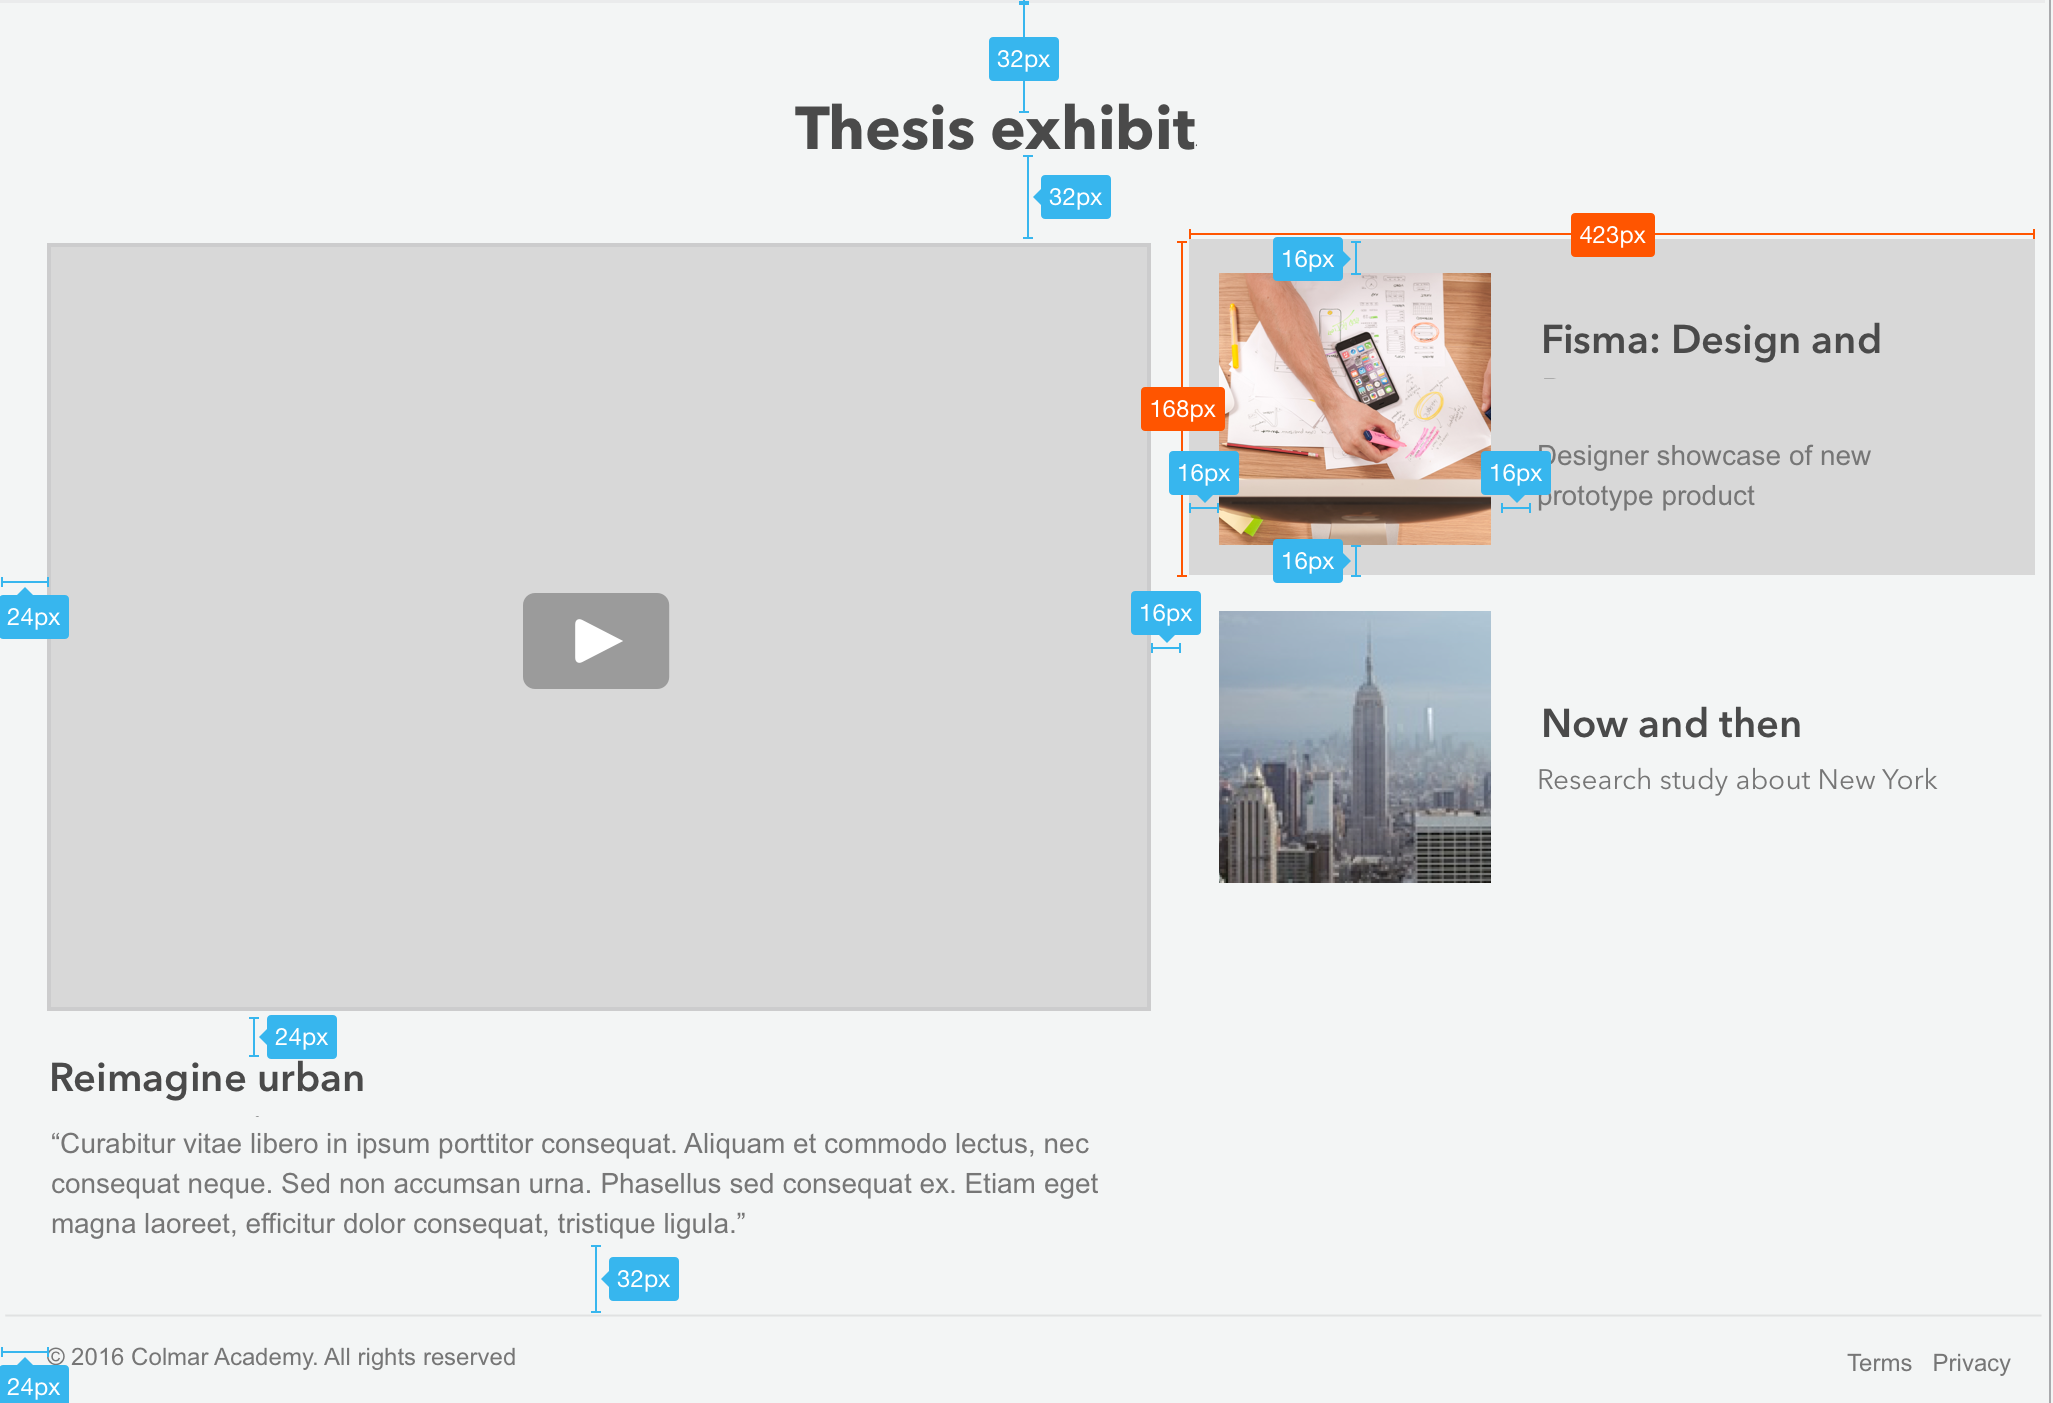 32px
Thesis exhibit
32px
423px
16px
Fisma: Design and
168px
Designer showcase of new
16px
16px
prototype product
16px
24px
16px
Now and then
Research study about New York
24px
Reimagine urban
“Curabitur vitae libero in ipsum porttitor consequat. Aliquam et commodo lectus, nec
consequat neque. Sed non accumsan urna. Phasellus sed consequat ex. Etiam eget
magna laoreet, efficitur dolor consequat, tristique ligula.”
32px
© 2016 Colmar Academy. All rights reserved
Terms Privacy
24px